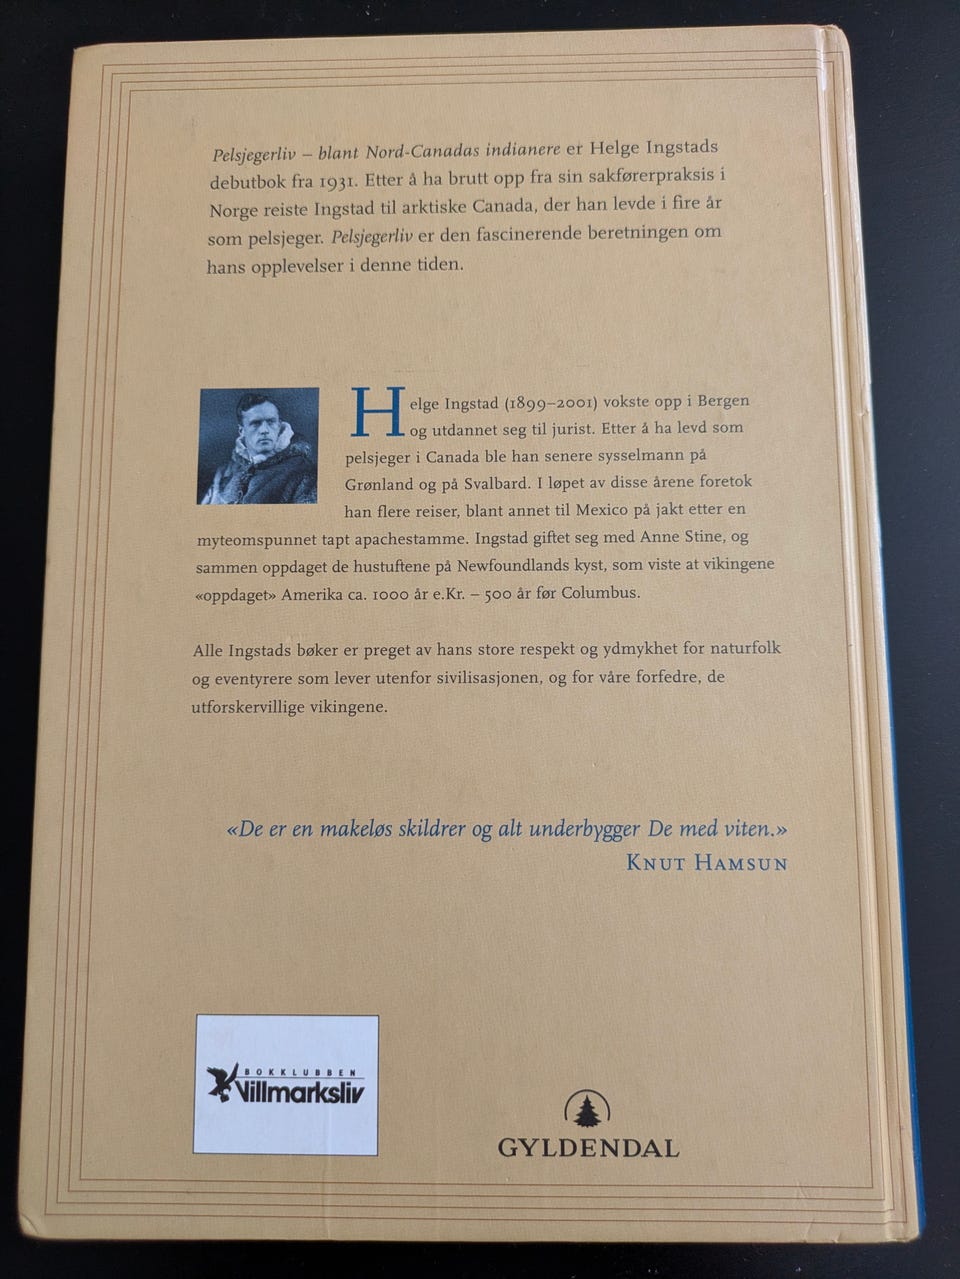 Pelsjegerliv – blant Nord-Canadas indianere er Helge Ingstads
debutbok fra 1931. Etter å ha brutt opp fra sin sakførerpraksis i
Norge reiste Ingstad til arktiske Canada, der han levde i fire år
som pelsjeger. Pelsjegerliv er den fascinerende beretningen om
hans opplevelser i denne tiden.
Helge Ingstad (1899–2001) vokste opp i Bergen
og utdannet seg til jurist. Etter å ha levd som
pelsjeger i Canada ble han senere sysselmann på
Grønland og på Svalbard. I løpet av disse årene foretok
han flere reiser, blant annet til Mexico på jakt etter en
myteomspunnet tapt apachestamme. Ingstad giftet seg med Anne Stine, og
sammen oppdaget de hustuftene på Newfoundlands kyst, som viste at vikingene
«oppdaget» Amerika ca. 1000 år e.Kr. – 500 år før Columbus.
Alle Ingstads bøker er preget av hans store respekt og ydmykhet for naturfolk
og eventyrere som lever utenfor sivilisasjonen, og for våre forfedre, de
utforskervillige vikingene.
«De er en makeløs skildrer og alt underbygger De med viten.»
KNUT HAMSUN
BOKKLUBBEN
Villmarksliv
GYLDENDAL